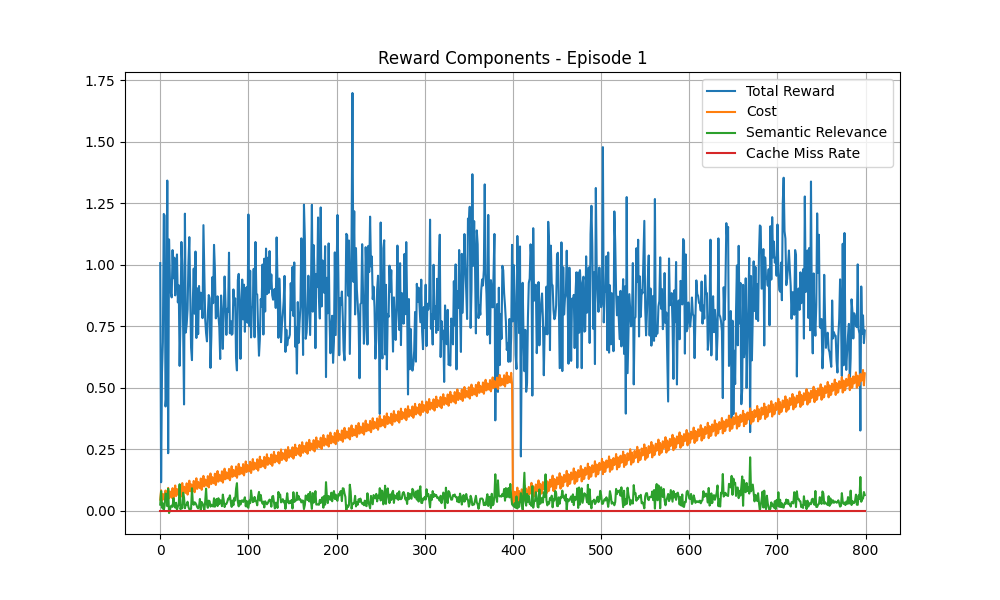 Reward Components - Episode 1
1.75
1.50
1.25
1.00
0.75
0.50
0.25
0.00
Total Reward
Cost
Semantic Relevance
Cache Miss Rate
0 100 200 300 400 500 600 700 800